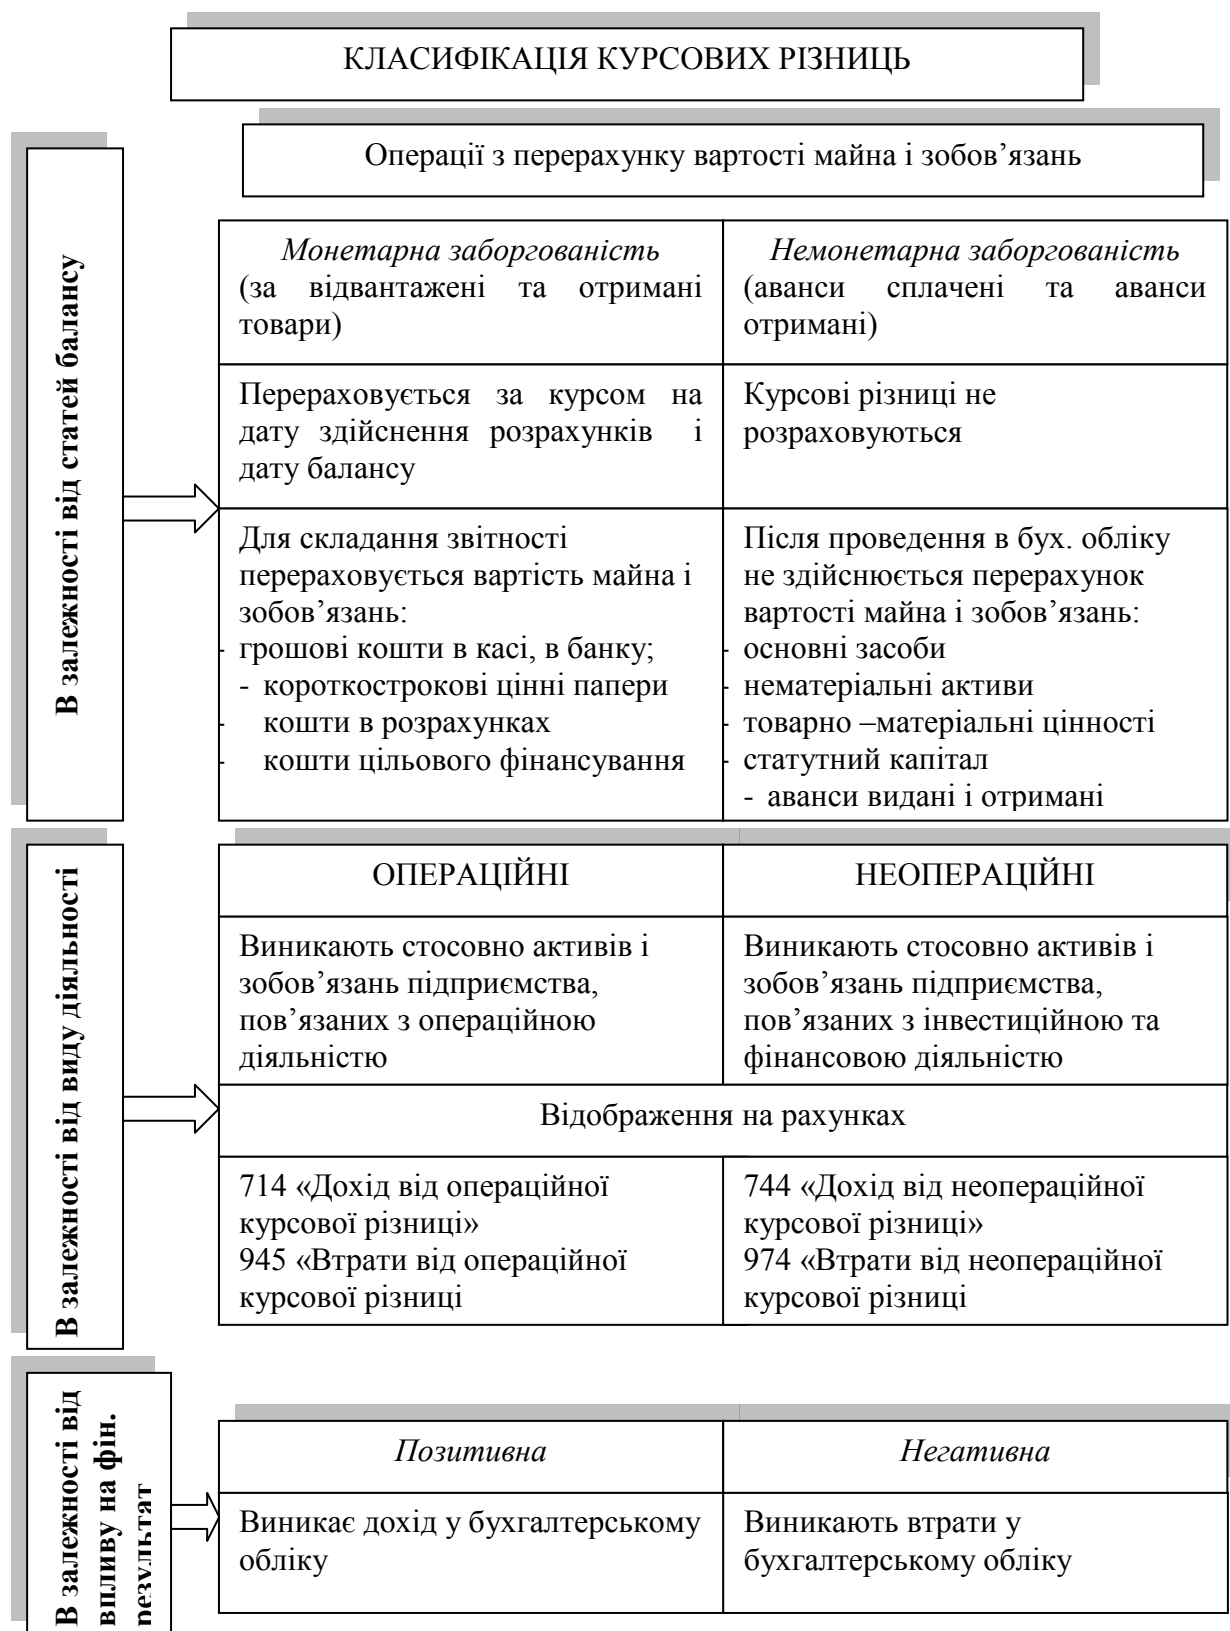 КЛАСИФІКАЦІЯ КУРСОВИХ РІЗНИЦЬ
Операції з перерахунку вартості майна і зобов’язань
В залежності від статей балансу
Монетарна заборгованість
(за відвантажені та отримані
товари)
Немонетарна заборгованість
(аванси сплачені та аванси
отримані)
Перераховується за курсом на
дату здійснення розрахунків і
дату балансу
Курсові різниці не
розраховуються
Для складання звітності
перераховується вартість майна і
зобов’язань:
- грошові кошти в касі, в банку;
- короткострокові цінні папери
- кошти в розрахунках
- кошти цільового фінансування
Після проведення в бух. обліку
не здійснюється перерахунок
вартості майна і зобов’язань:
- основні засоби
- нематеріальні активи
- товарно –матеріальні цінності
- статутний капітал
- аванси видані і отримані
В залежності від виду діяльності
ОПЕРАЦІЙНІ
НЕОПЕРАЦІЙНІ
Виникають стосовно активів і
зобов’язань підприємства,
пов’язаних з операційною
діяльністю
Виникають стосовно активів і
зобов’язань підприємства,
пов’язаних з інвестиційною та
фінансовою діяльністю
Відображення на рахунках
714 «Дохід від операційної
курсової різниці»
945 «Втрати від операційної
курсової різниці
744 «Дохід від неопераційної
курсової різниці»
974 «Втрати від неопераційної
курсової різниці
В залежності від
впливу на фін.
результат
Позитивна
Негативна
Виникає дохід у бухгалтерському
обліку
Виникають втрати у
бухгалтерському обліку